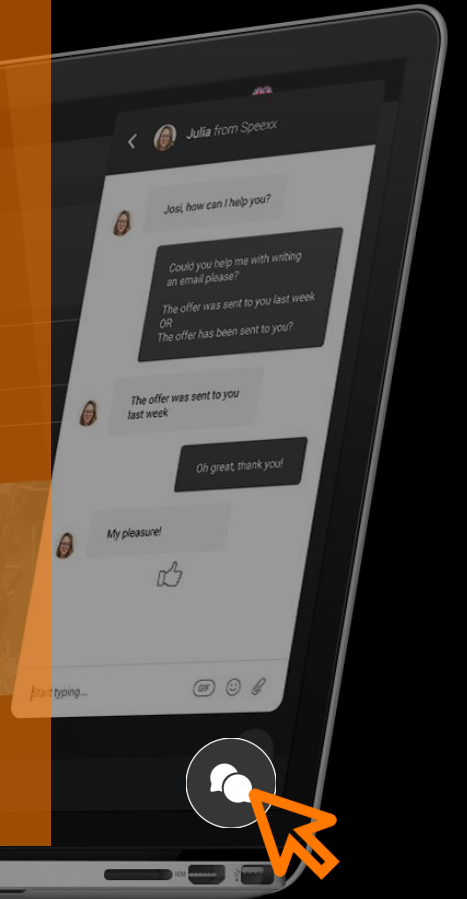 Julia from Speexx
Josi, how can I help you?
Could you help me with writing
an email please?
The offer was sent to you last week
OR
The offer has been sent to you?
The offer was sent to you
last week
Oh great, thank you!
My pleasure!
Start typing...
GIF
HDMI